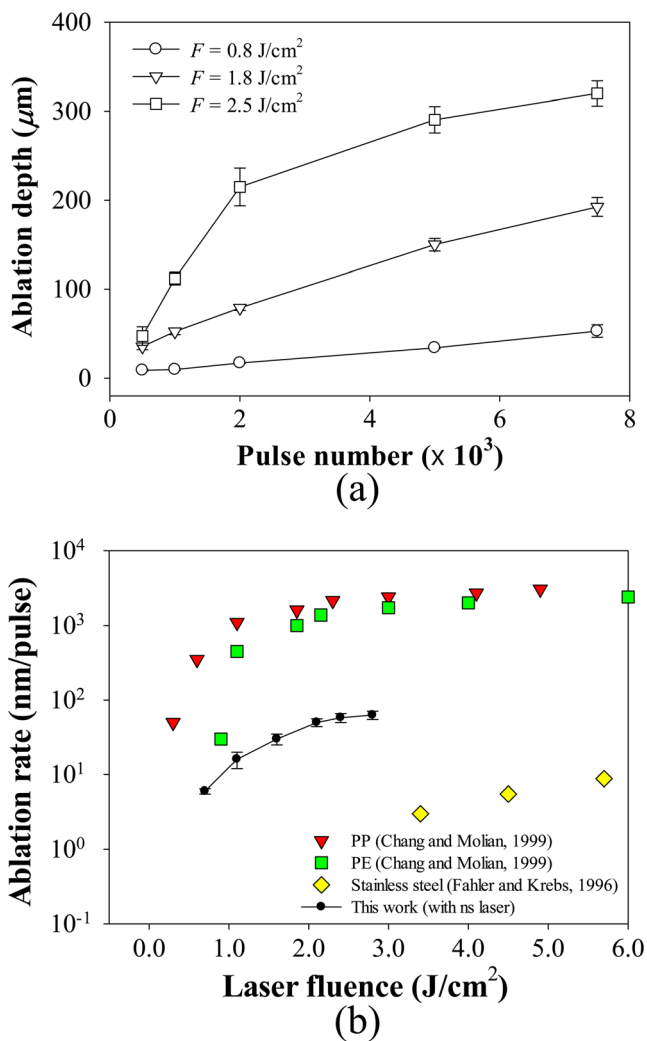 400
300
200
100
0
Ablation depth (μm)
F = 0.8 J/cm²
F = 1.8 J/cm²
F = 2.5 J/cm²
0 2 4 6 8
Pulse number (× 10³)
(a)
10⁴
10³
10²
10¹
10⁰
10⁻¹
Ablation rate (nm/pulse)
PP (Chang and Molian, 1999)
PE (Chang and Molian, 1999)
Stainless steel (Fahler and Krebs, 1996)
This work (with ns laser)
0.0 1.0 2.0 3.0 4.0 5.0 6.0
Laser fluence (J/cm²)
(b)